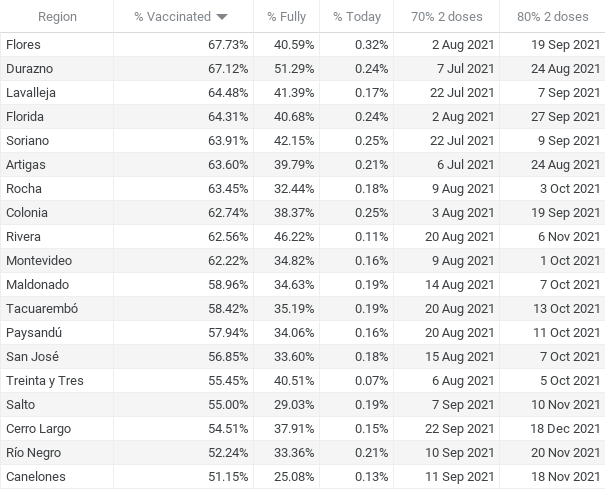 Region % Vaccinated % Fully % Today 70% 2 doses 80% 2 doses
Flores 67.73% 40.59% 0.32% 2 Aug 2021 19 Sep 2021
Durazno 67.12% 51.29% 0.24% 7 Jul 2021 24 Aug 2021
Lavalleja 64.48% 41.39% 0.17% 22 Jul 2021 7 Sep 2021
Florida 64.31% 40.68% 0.24% 2 Aug 2021 27 Sep 2021
Soriano 63.91% 42.15% 0.25% 22 Jul 2021 9 Sep 2021
Artigas 63.60% 39.79% 0.21% 6 Jul 2021 24 Aug 2021
Rocha 63.45% 32.44% 0.18% 9 Aug 2021 3 Oct 2021
Colonia 62.74% 38.37% 0.25% 3 Aug 2021 19 Sep 2021
Rivera 62.56% 46.22% 0.11% 20 Aug 2021 6 Nov 2021
Montevideo 62.22% 34.82% 0.16% 9 Aug 2021 1 Oct 2021
Maldonado 58.96% 34.63% 0.19% 14 Aug 2021 7 Oct 2021
Tacuarembó 58.42% 35.19% 0.19% 20 Aug 2021 13 Oct 2021
Paysandú 57.94% 34.06% 0.16% 20 Aug 2021 11 Oct 2021
San José 56.85% 33.60% 0.18% 15 Aug 2021 7 Oct 2021
Treinta y Tres 55.45% 40.51% 0.07% 6 Aug 2021 5 Oct 2021
Salto 55.00% 29.03% 0.19% 7 Sep 2021 10 Nov 2021
Cerro Largo 54.51% 37.91% 0.15% 22 Sep 2021 18 Dec 2021
Río Negro 52.24% 33.36% 0.21% 10 Sep 2021 20 Nov 2021
Canelones 51.15% 25.08% 0.13% 11 Sep 2021 18 Nov 2021